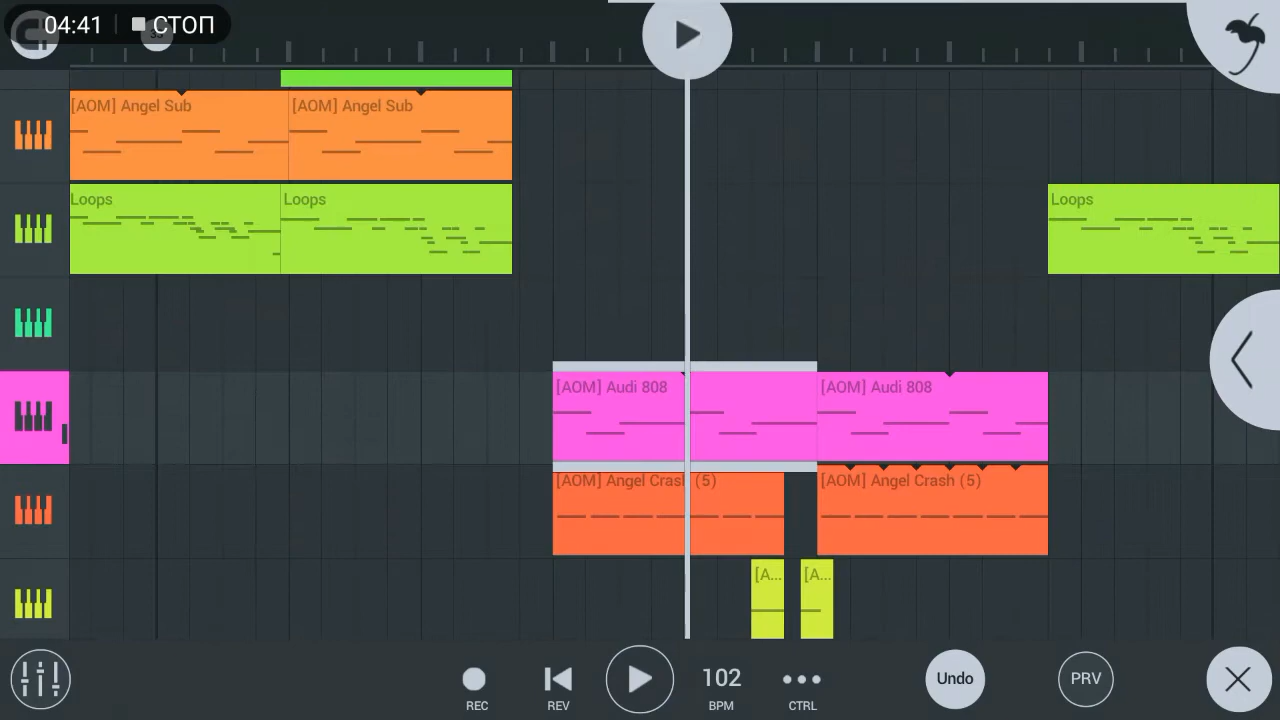 04:41 СТОП
33
[AOM] Angel Sub [AOM] Angel Sub
Loops Loops Loops
[AOM] Audi 808 [AOM] Audi 808
[AOM] Angel Crash (5) [AOM] Angel Crash (5)
[A... [A...
102 Undo PRV
REC REV BPM CTRL